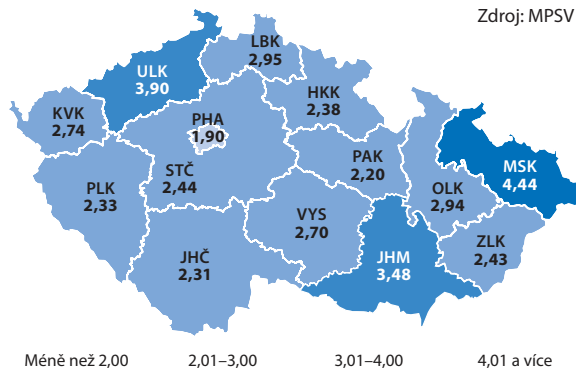 Zdroj: MPSV
LBK
2,95
ULK
3,90
HKK
2,38
KVK
2,74
PHA
1,90
MSK
4,44
PAK
2,20
STČ
2,44
OLK
2,94
PLK
2,33
VYS
2,70
ZLK
2,43
JHČ
2,31
JHM
3,48
Méně než 2,00
2,01–3,00
3,01–4,00
4,01 a více